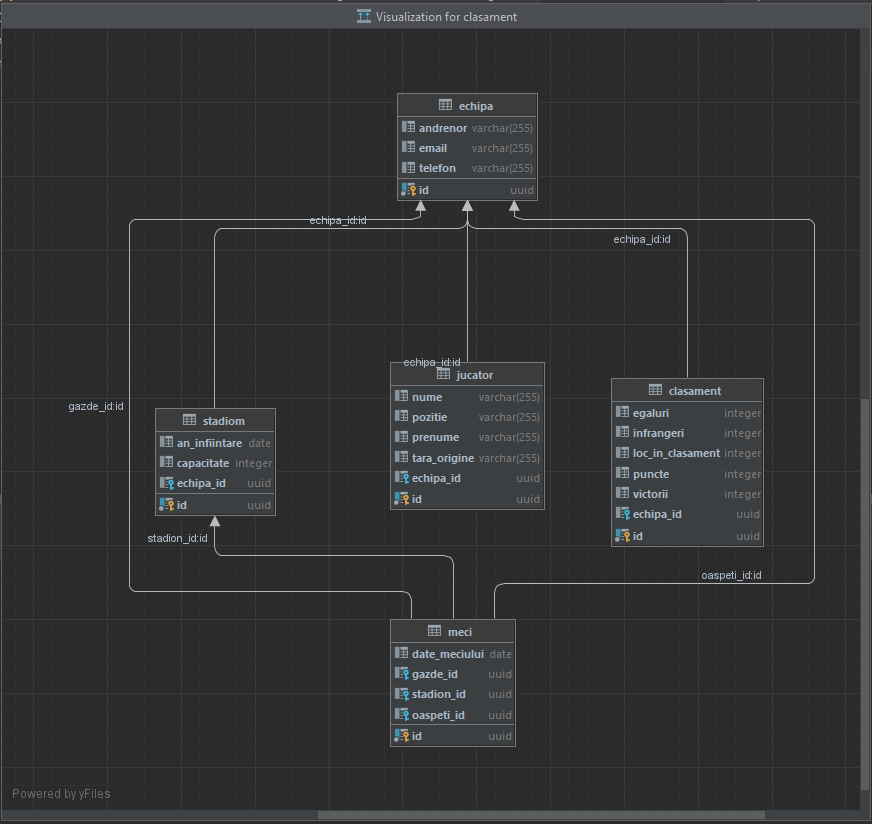 Visualization for clasament
echipa
andrenor varchar(255)
email varchar(255)
telefon varchar(255)
id uuid
echipa_id:id
echipa_id:id
echipa_id:id
jucator
nume varchar(255)
pozitie varchar(255)
prenume varchar(255)
tara_origine varchar(255)
echipa_id uuid
id uuid
clasament
egaluri integer
infrangeri integer
loc_in_clasament integer
puncte integer
victorii integer
echipa_id uuid
id uuid
gazde_id:id
stadiom
an_infiintare date
capacitate integer
echipa_id uuid
id uuid
stadion_id:id
oaspeti_id:id
meci
date_meciului date
gazde_id uuid
stadion_id uuid
oaspeti_id uuid
id uuid
Powered by yFiles